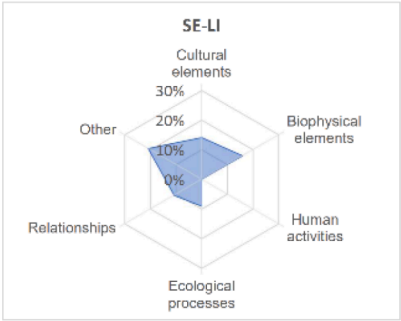 SE-LI
Cultural
elements
30%
20%
10%
0%
Biophysical
elements
Other
Human
activities
Relationships
Ecological
processes